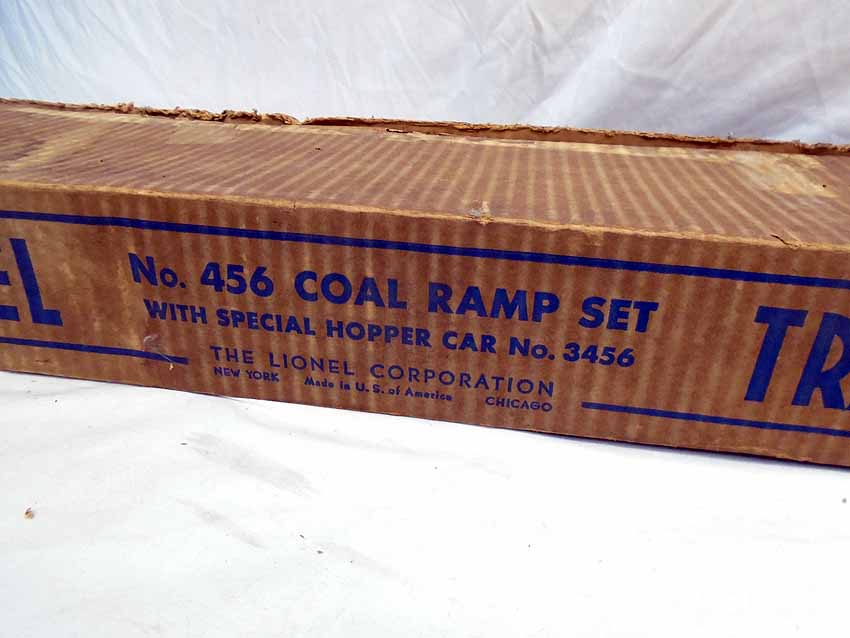 No. 456 COAL RAMP SET
WITH SPECIAL HOPPER CAR No. 3456
THE LIONEL CORPORATION
NEW YORK Made in U. S. of America CHICAGO
EL
TRA